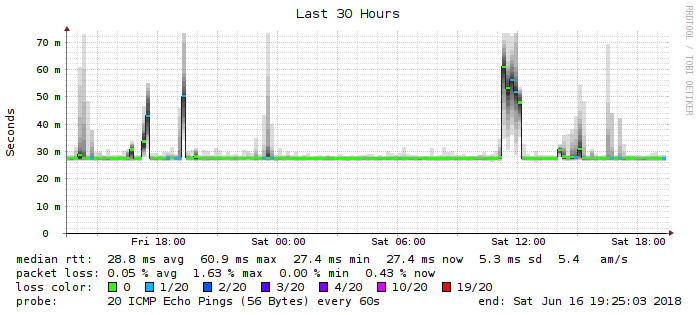 Last 30 Hours
RRDTOOL / TOBI OETIKER
Seconds
70 m
60 m
50 m
40 m
30 m
20 m
10 m
0
Fri 18:00 Sat 00:00 Sat 06:00 Sat 12:00 Sat 18:00
median rtt: 28.8 ms avg 60.9 ms max 27.4 ms min 27.4 ms now 5.3 ms sd 5.4 am/s
packet loss: 0.05 % avg 1.63 % max 0.00 % min 0.43 % now
loss color: 0 1/20 2/20 3/20 4/20 10/20 19/20
probe: 20 ICMP Echo Pings (56 Bytes) every 60s end: Sat Jun 16 19:25:03 2018